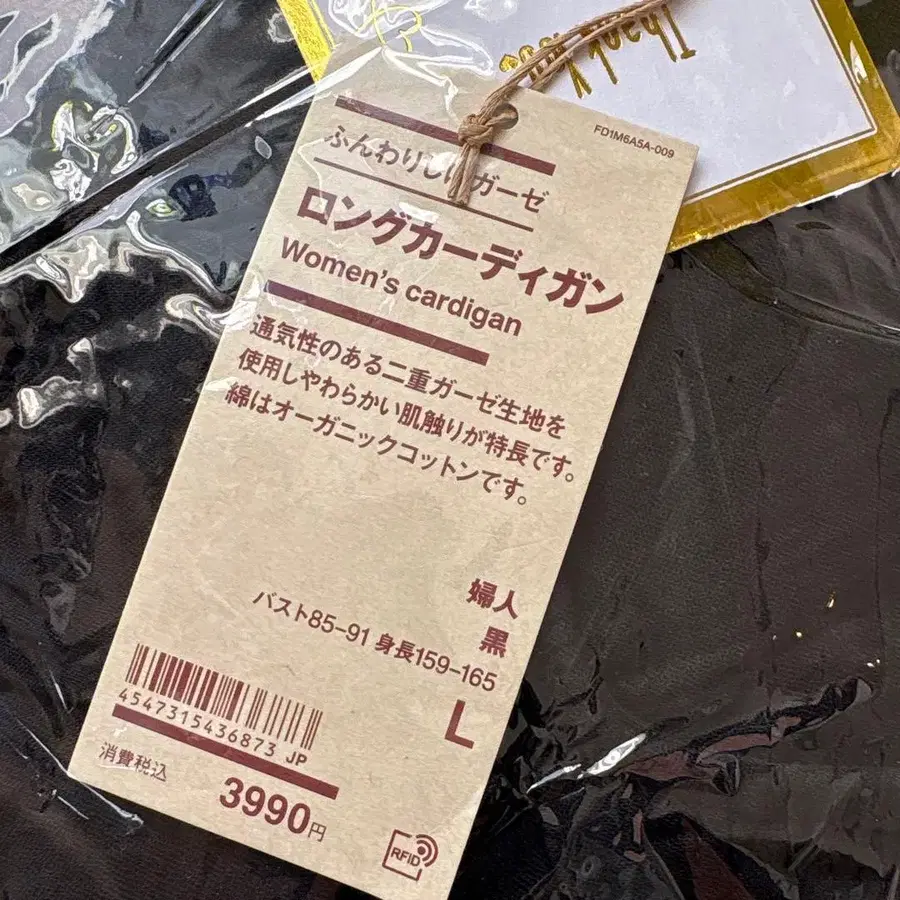 Thank you
FD1M6A5A-009
ふんわりしガーゼ
ロングカーディガン
Women's cardigan
通気性のある二重ガーゼ生地を
使用しやわらかい肌触りが特長です。
綿はオーガニックコットンです。
婦人
黒
バスト85-91 身長159-165
L
4547315436873 JP
消費税込
3990円
RFID